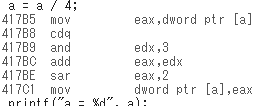 a = a / 4;
417B5 mov eax,dword ptr [a]
417B8 cdq
417B9 and edx,3
417BC add eax,edx
417BE sar eax,2
417C1 mov dword ptr [a],eax
printf("a = %d", a);